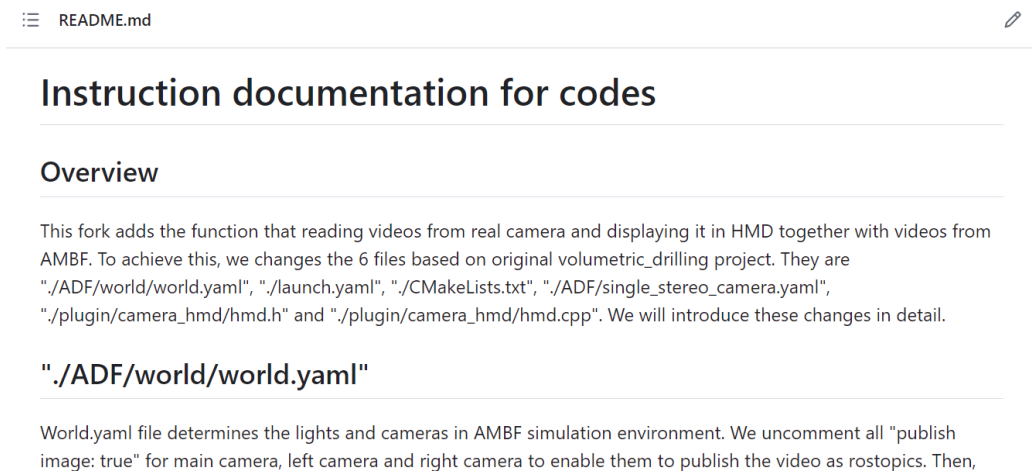 README.md
Instruction documentation for codes
Overview
This fork adds the function that reading videos from real camera and displaying it in HMD together with videos from
AMBF. To achieve this, we changes the 6 files based on original volumetric_drilling project. They are
"./ADF/world/world.yaml", "./launch.yaml", "./CMakeLists.txt", "./ADF/single_stereo_camera.yaml",
"./plugin/camera_hmd/hmd.h" and "./plugin/camera_hmd/hmd.cpp". We will introduce these changes in detail.
"./ADF/world/world.yaml"
World.yaml file determines the lights and cameras in AMBF simulation environment. We uncomment all "publish
image: true" for main camera, left camera and right camera to enable them to publish the video as rostopics. Then,